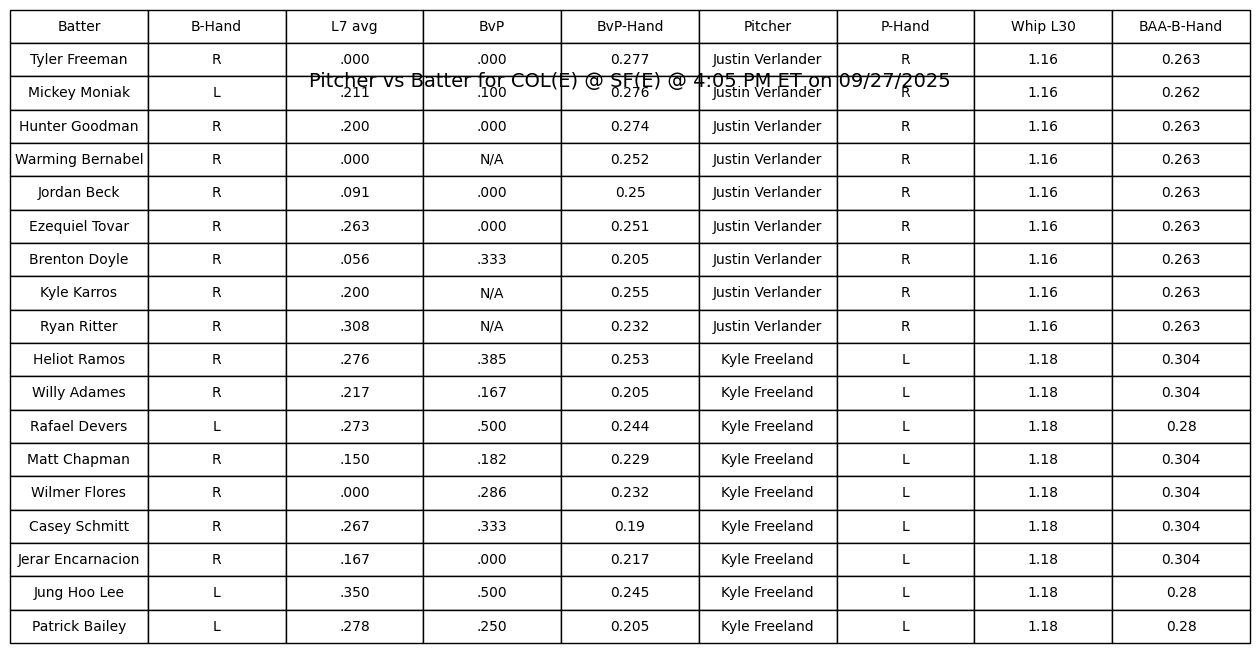 Batter B-Hand L7 avg BvP BvP-Hand Pitcher P-Hand Whip L30 BAA-B-Hand
Tyler Freeman R .000 .000 0.277 Justin Verlander R 1.16 0.263
Pitcher vs Batter for COL(E) @ SF(E) @ 4:05 PM ET on 09/27/2025
Mickey Moniak L .211 .100 0.276 Justin Verlander R 1.16 0.262
Hunter Goodman R .200 .000 0.274 Justin Verlander R 1.16 0.263
Warming Bernabel R .000 N/A 0.252 Justin Verlander R 1.16 0.263
Jordan Beck R .091 .000 0.25 Justin Verlander R 1.16 0.263
Ezequiel Tovar R .263 .000 0.251 Justin Verlander R 1.16 0.263
Brenton Doyle R .056 .333 0.205 Justin Verlander R 1.16 0.263
Kyle Karros R .200 N/A 0.255 Justin Verlander R 1.16 0.263
Ryan Ritter R .308 N/A 0.232 Justin Verlander R 1.16 0.263
Heliot Ramos R .276 .385 0.253 Kyle Freeland L 1.18 0.304
Willy Adames R .217 .167 0.205 Kyle Freeland L 1.18 0.304
Rafael Devers L .273 .500 0.244 Kyle Freeland L 1.18 0.28
Matt Chapman R .150 .182 0.229 Kyle Freeland L 1.18 0.304
Wilmer Flores R .000 .286 0.232 Kyle Freeland L 1.18 0.304
Casey Schmitt R .267 .333 0.19 Kyle Freeland L 1.18 0.304
Jerar Encarnacion R .167 .000 0.217 Kyle Freeland L 1.18 0.304
Jung Hoo Lee L .350 .500 0.245 Kyle Freeland L 1.18 0.28
Patrick Bailey L .278 .250 0.205 Kyle Freeland L 1.18 0.28